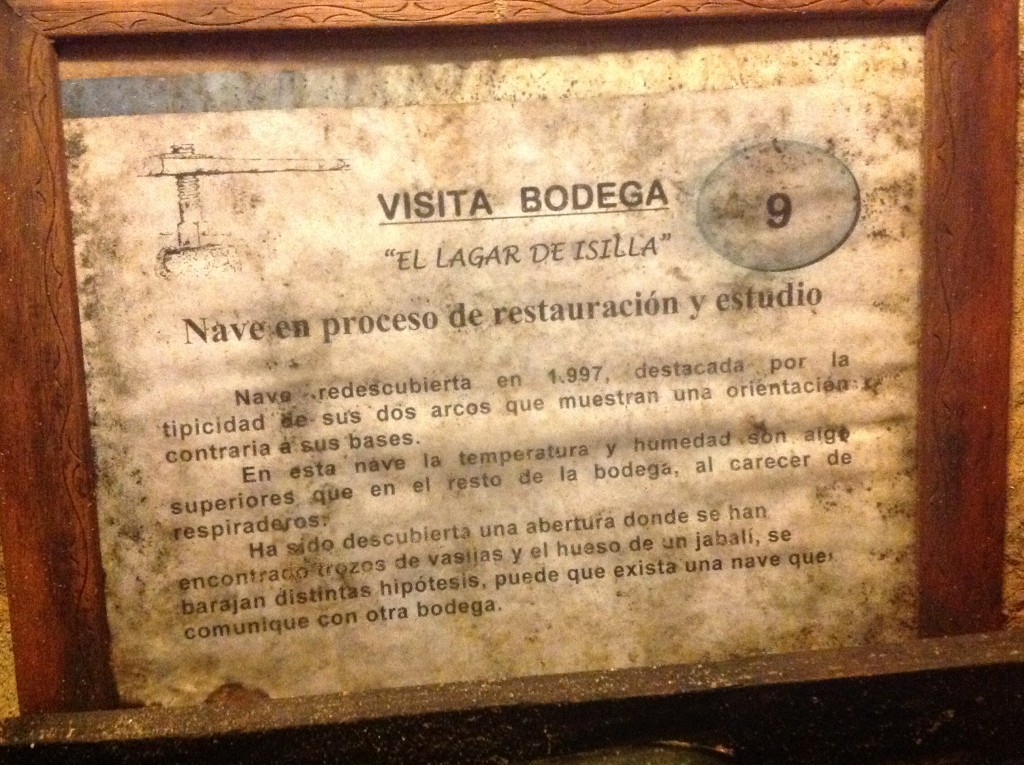 VISITA BODEGA
9
"EL LAGAR DE ISILLA"
Nave en proceso de restauración y estudio
Nave redescubierta en 1.997, destacada por la
tipicidad de sus dos arcos que muestran una orientación
contraria a sus bases.
En esta nave la temperatura y humedad son algo
superiores que en el resto de la bodega, al carecer de
respiraderos.
Ha sido descubierta una abertura donde se han
encontrado trozos de vasijas y el hueso de un jabalí, se
barajan distintas hipótesis, puede que exista una nave que
comunique con otra bodega.